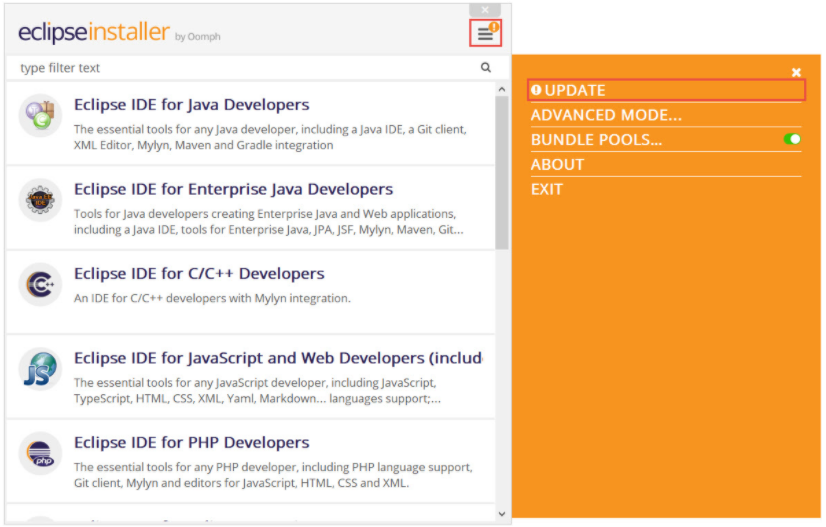 eclipseinstaller by Oomph
type filter text
Eclipse IDE for Java Developers
The essential tools for any Java developer, including a Java IDE, a Git client,
XML Editor, Mylyn, Maven and Gradle integration
Eclipse IDE for Enterprise Java Developers
Tools for Java developers creating Enterprise Java and Web applications,
including a Java IDE, tools for Enterprise Java, JPA, JSF, Mylyn, Maven, Git...
Eclipse IDE for C/C++ Developers
An IDE for C/C++ developers with Mylyn integration.
Eclipse IDE for JavaScript and Web Developers (includ
The essential tools for any JavaScript developer, including JavaScript,
TypeScript, HTML, CSS, XML, Yaml, Markdown... languages support;...
Eclipse IDE for PHP Developers
The essential tools for any PHP developer, including PHP language support,
Git client, Mylyn and editors for JavaScript, HTML, CSS and XML.
JAVA EE
IDE
C++
JS
php
UPDATE
ADVANCED MODE...
BUNDLE POOLS...
ABOUT
EXIT